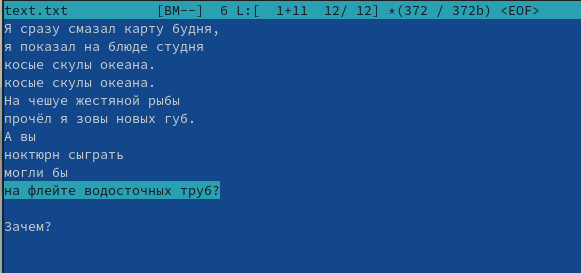 text.txt [BM--] 6 L:[ 1+11 12/ 12] *(372 / 372b) <EOF>
Я сразу смазал карту будня,
я показал на блюде студня
косые скулы океана.
косые скулы океана.
На чешуе жестяной рыбы
прочёл я зовы новых губ.
А вы
ноктюрн сыграть
могли бы
на флейте водосточных труб?
Зачем?